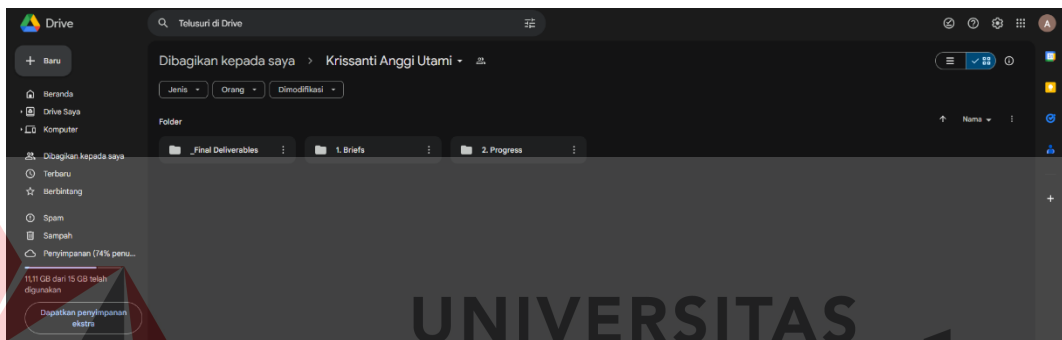 Drive
Telusuri di Drive
A
Baru
Dibagikan kepada saya > Krissanti Anggi Utami
Jenis
Orang
Dimodifikasi
Beranda
Drive Saya
Komputer
Dibagikan kepada saya
Terbaru
Berbintang
Spam
Sampah
Penyimpanan (74% penu...
11,11 GB dari 15 GB telah
digunakan
Dapatkan penyimpanan
ekstra
Folder
Nama
_Final Deliverables
1. Briefs
2. Progress
UNIVERSITAS